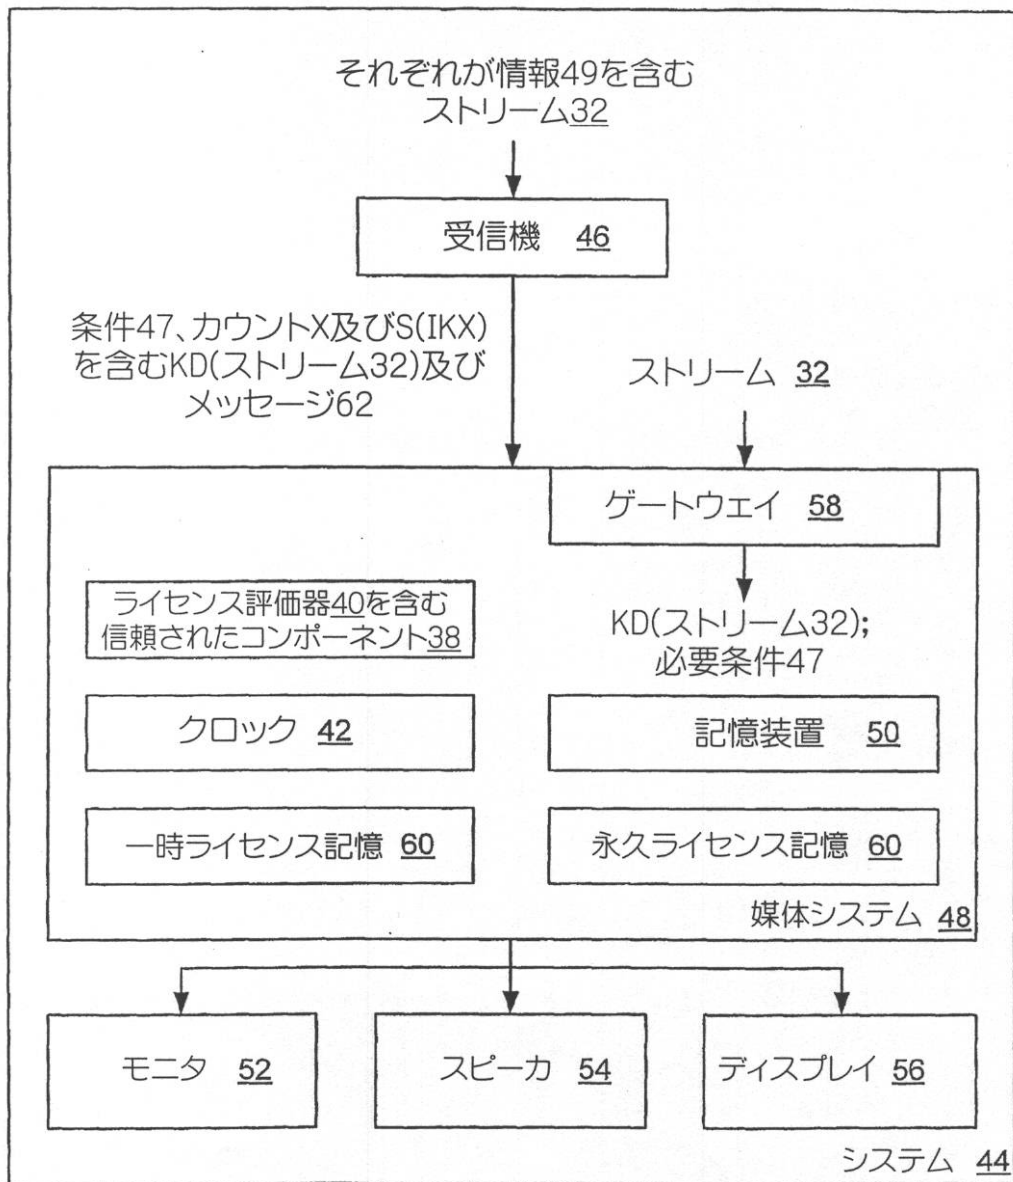 それぞれが情報49を含む
ストリーム32
受信機 46
条件47、カウントX及びS(IKX)
を含むKD(ストリーム32)及び
メッセージ62
ストリーム 32
ゲートウェイ 58
ライセンス評価器40を含む
信頼されたコンポーネント38
KD(ストリーム32);
必要条件47
クロック 42
記憶装置 50
一時ライセンス記憶 60
永久ライセンス記憶 60
媒体システム 48
モニタ 52
スピーカ 54
ディスプレイ 56
システム 44